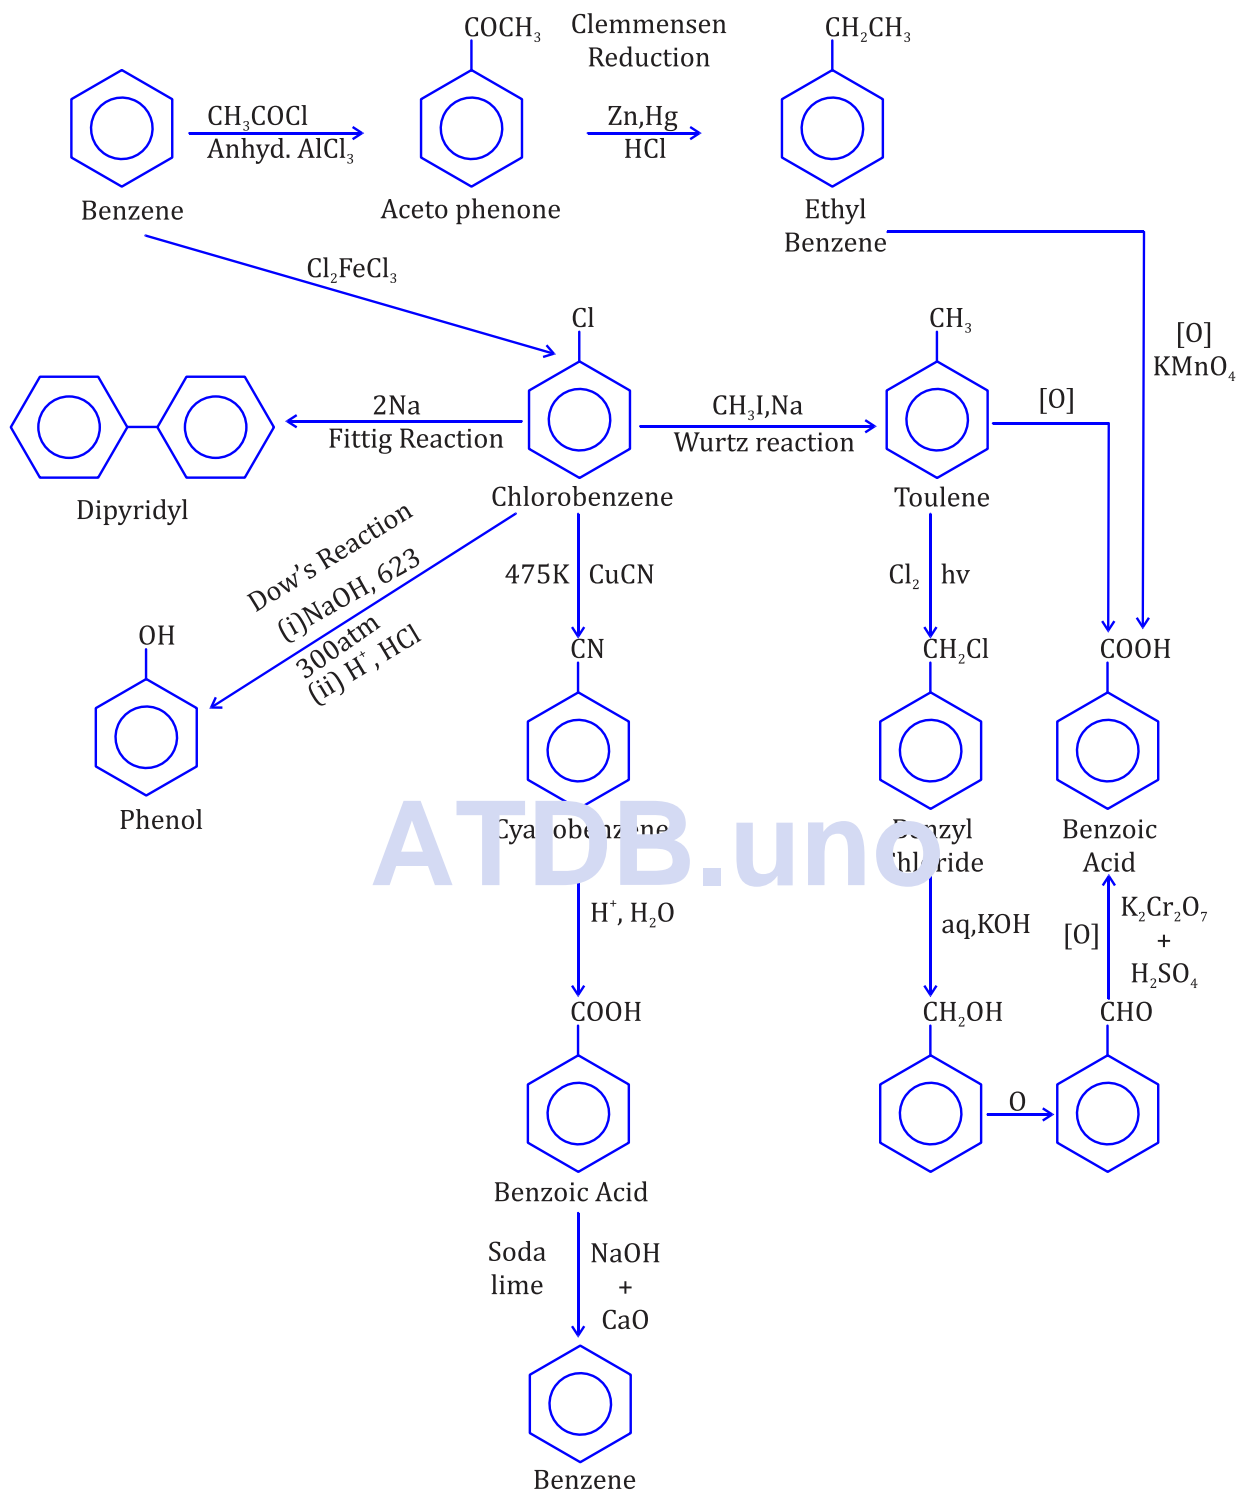 COCH₃
Clemmensen
Reduction
CH₂CH₃
CH₃COCl
Anhyd. AlCl₃
Zn,Hg
HCl
Benzene
Aceto phenone
Ethyl
Benzene
Cl₂FeCl₃
Cl
CH₃
[O]
KMnO₄
2Na
Fittig Reaction
CH₃I,Na
Wurtz reaction
[O]
Dipyridyl
Chlorobenzene
Toulene
Dow's Reaction
(i)NaOH, 623
300atm
(ii) H⁺, HCl
475K CuCN
Cl₂ hv
OH
CN
CH₂Cl
COOH
Phenol
Cyanobenzene
Benzyl
Chloride
Benzoic
Acid
ATDB.uno
H⁺, H₂O
aq,KOH
[O]
K₂Cr₂O₇
+
H₂SO₄
COOH
CH₂OH
CHO
O
Benzoic Acid
Soda
lime
NaOH
+
CaO
Benzene